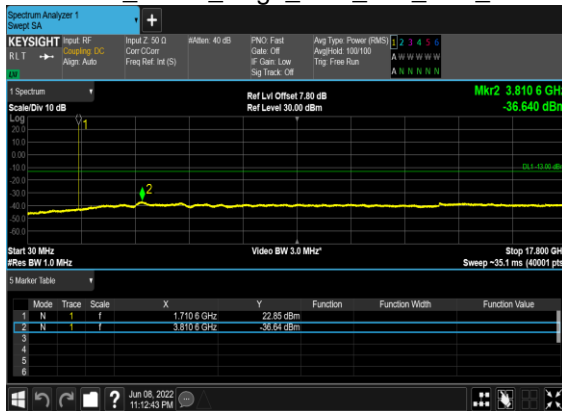 Spectrum Analyzer 1
Swept SA
+
KEYSIGHT Input: RF Input Z: 50 Ω #Atten: 40 dB PNO: Fast Avg Type: Power (RMS) 1 2 3 4 5 6
RLT Coupling: DC Corr CCorr Gate: Off Avg|Hold: 100/100 A W W W W W
Align: Auto Freq Ref: Int (S) IF Gain: Low Trig: Free Run
Sig Track: Off A N N N N N
1 Spectrum Ref Lvl Offset 7.80 dB Mkr2 3.810 6 GHz
Scale/Div 10 dB Ref Level 30.00 dBm -36.640 dBm
Log
20.0 1
10.0
0.00
-10.0 DL1 -13.00 dBm
-20.0
-30.0 2
-40.0
-50.0
-60.0
Start 30 MHz Video BW 3.0 MHz* Stop 17.800 GHz
#Res BW 1.0 MHz Sweep ~35.1 ms (40001 pts)
5 Marker Table
Mode Trace Scale X Y Function Function Width Function Value
1 N 1 f 1.710 6 GHz 22.85 dBm
2 N 1 f 3.810 6 GHz -36.64 dBm
3
4
5
6
? Jun 08, 2022
11:12:43 PM